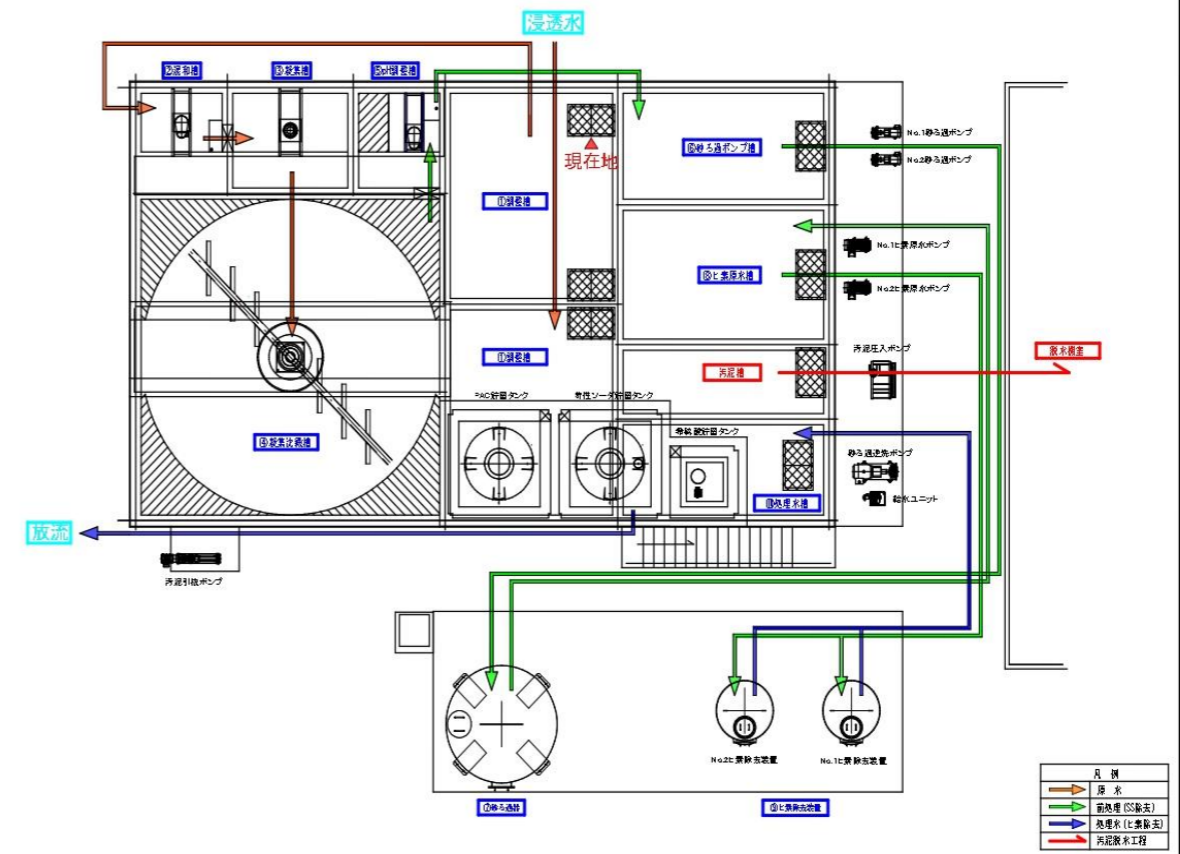 浸透水
②混和槽
③凝集槽
⑤pH調整槽
現在地
①調整槽
⑥砂ろ過ポンプ槽
No.1砂ろ過ポンプ
No.2砂ろ過ポンプ
⑧ヒ素原水槽
No.1ヒ素原水ポンプ
No.2ヒ素原水ポンプ
①調整槽
汚泥槽
汚泥圧入ポンプ
脱水機室
PAC貯留タンク
苛性ソーダ貯留タンク
希硫酸貯留タンク
④凝集沈殿槽
砂ろ過逆洗ポンプ
給水ユニット
⑩処理水槽
放流
汚泥引抜ポンプ
No.2ヒ素除去装置
No.1ヒ素除去装置
⑦砂ろ過器
⑨ヒ素除去装置
凡例
原水
前処理(SS除去)
処理水(ヒ素除去)
汚泥脱水工程